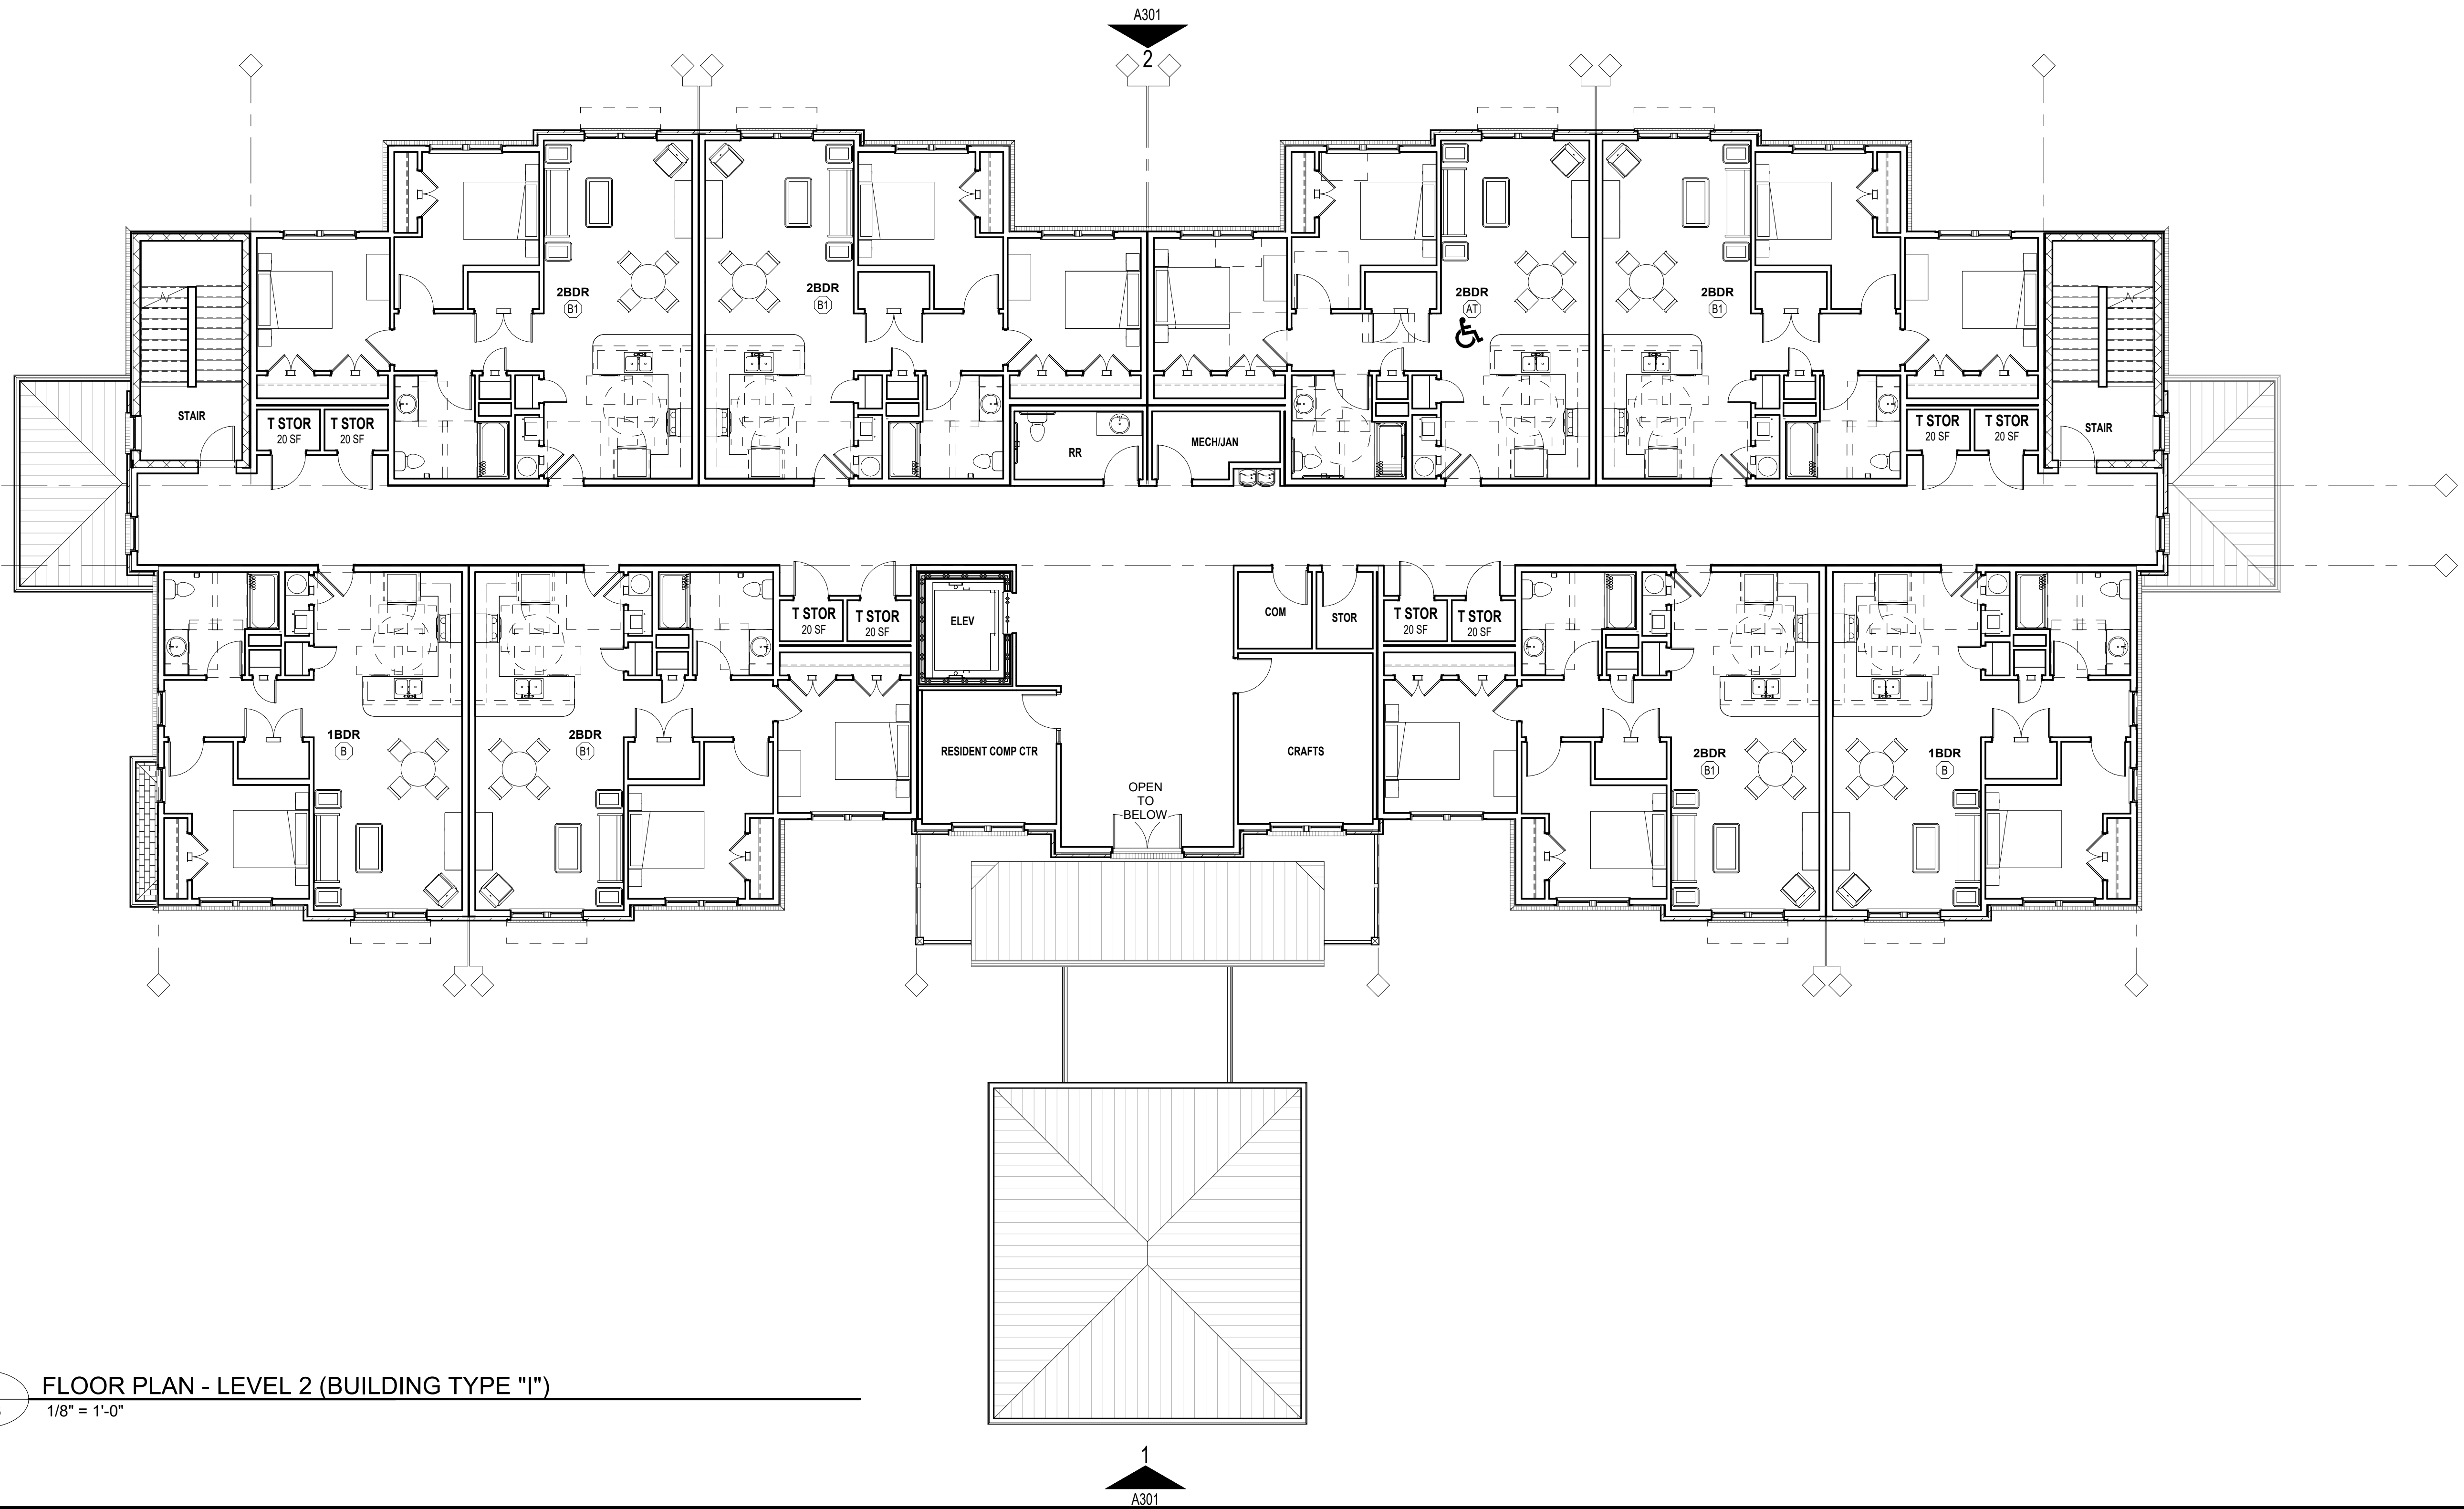 A301
2
2BDR
B1
2BDR
B1
2BDR
AT
2BDR
B1
STAIR
T STOR
20 SF
T STOR
20 SF
RR
MECH/JAN
T STOR
20 SF
T STOR
20 SF
STAIR
T STOR
20 SF
T STOR
20 SF
ELEV
COM
STOR
T STOR
20 SF
T STOR
20 SF
1BDR
B
2BDR
B1
RESIDENT COMP CTR
CRAFTS
2BDR
B1
1BDR
B
OPEN
TO
BELOW
FLOOR PLAN - LEVEL 2 (BUILDING TYPE "I")
1/8" = 1'-0"
1
A301